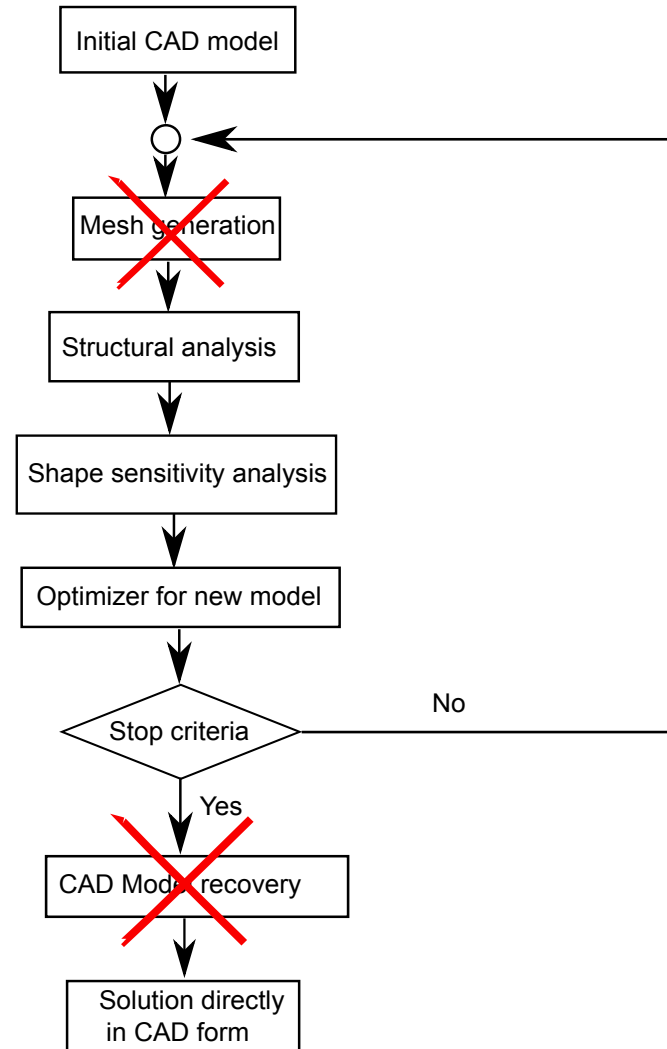 Initial CAD model
Mesh generation
Structural analysis
Shape sensitivity analysis
Optimizer for new model
Stop criteria
No
Yes
CAD Model recovery
Solution directly
in CAD form